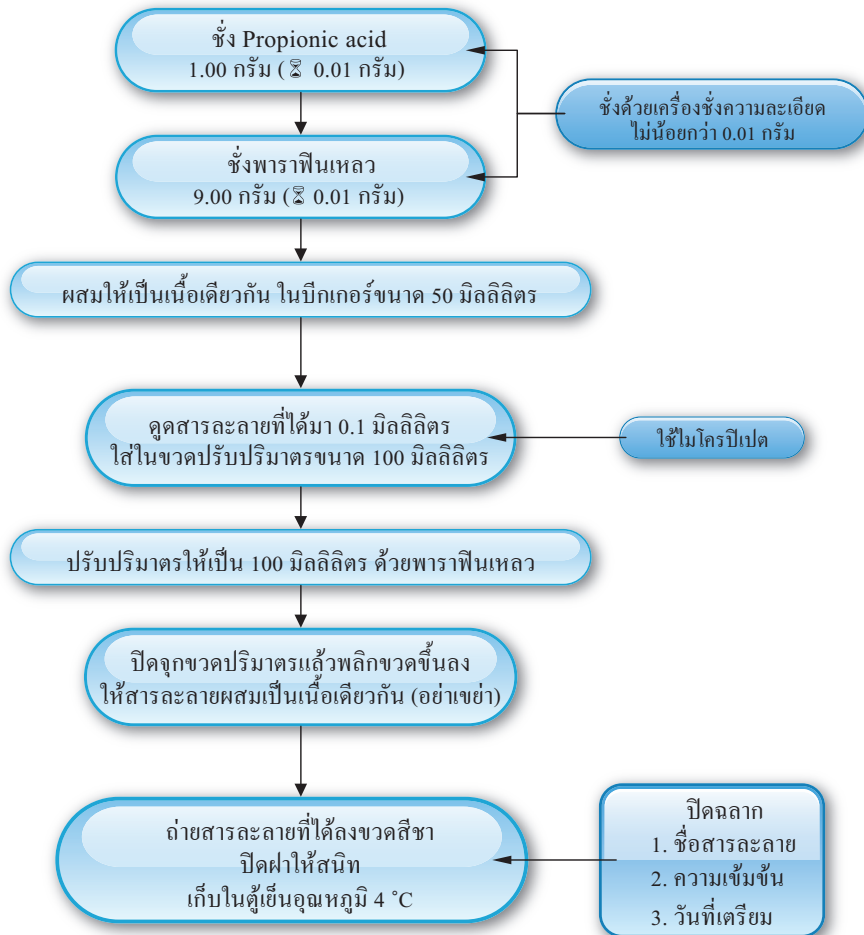 ชั่ง Propionic acid
1.00 กรัม (⌛ 0.01 กรัม)
ชั่งด้วยเครื่องชั่งความละเอียด
ไม่น้อยกว่า 0.01 กรัม
ชั่งพาราฟินเหลว
9.00 กรัม (⌛ 0.01 กรัม)
ผสมให้เป็นเนื้อเดียวกัน ในบีกเกอร์ขนาด 50 มิลลิลิตร
ดูดสารละลายที่ได้มา 0.1 มิลลิลิตร
ใส่ในขวดปรับปริมาตรขนาด 100 มิลลิลิตร
ใช้ไมโครปิเปต
ปรับปริมาตรให้เป็น 100 มิลลิลิตร ด้วยพาราฟินเหลว
ปิดจุกขวดปริมาตรแล้วพลิกขวดขึ้นลง
ให้สารละลายผสมเป็นเนื้อเดียวกัน (อย่าเขย่า)
ถ่ายสารละลายที่ได้ลงขวดสีชา
ปิดฝาให้สนิท
เก็บในตู้เย็นอุณหภูมิ 4 °C
ปิดฉลาก
1. ชื่อสารละลาย
2. ความเข้มข้น
3. วันที่เตรียม